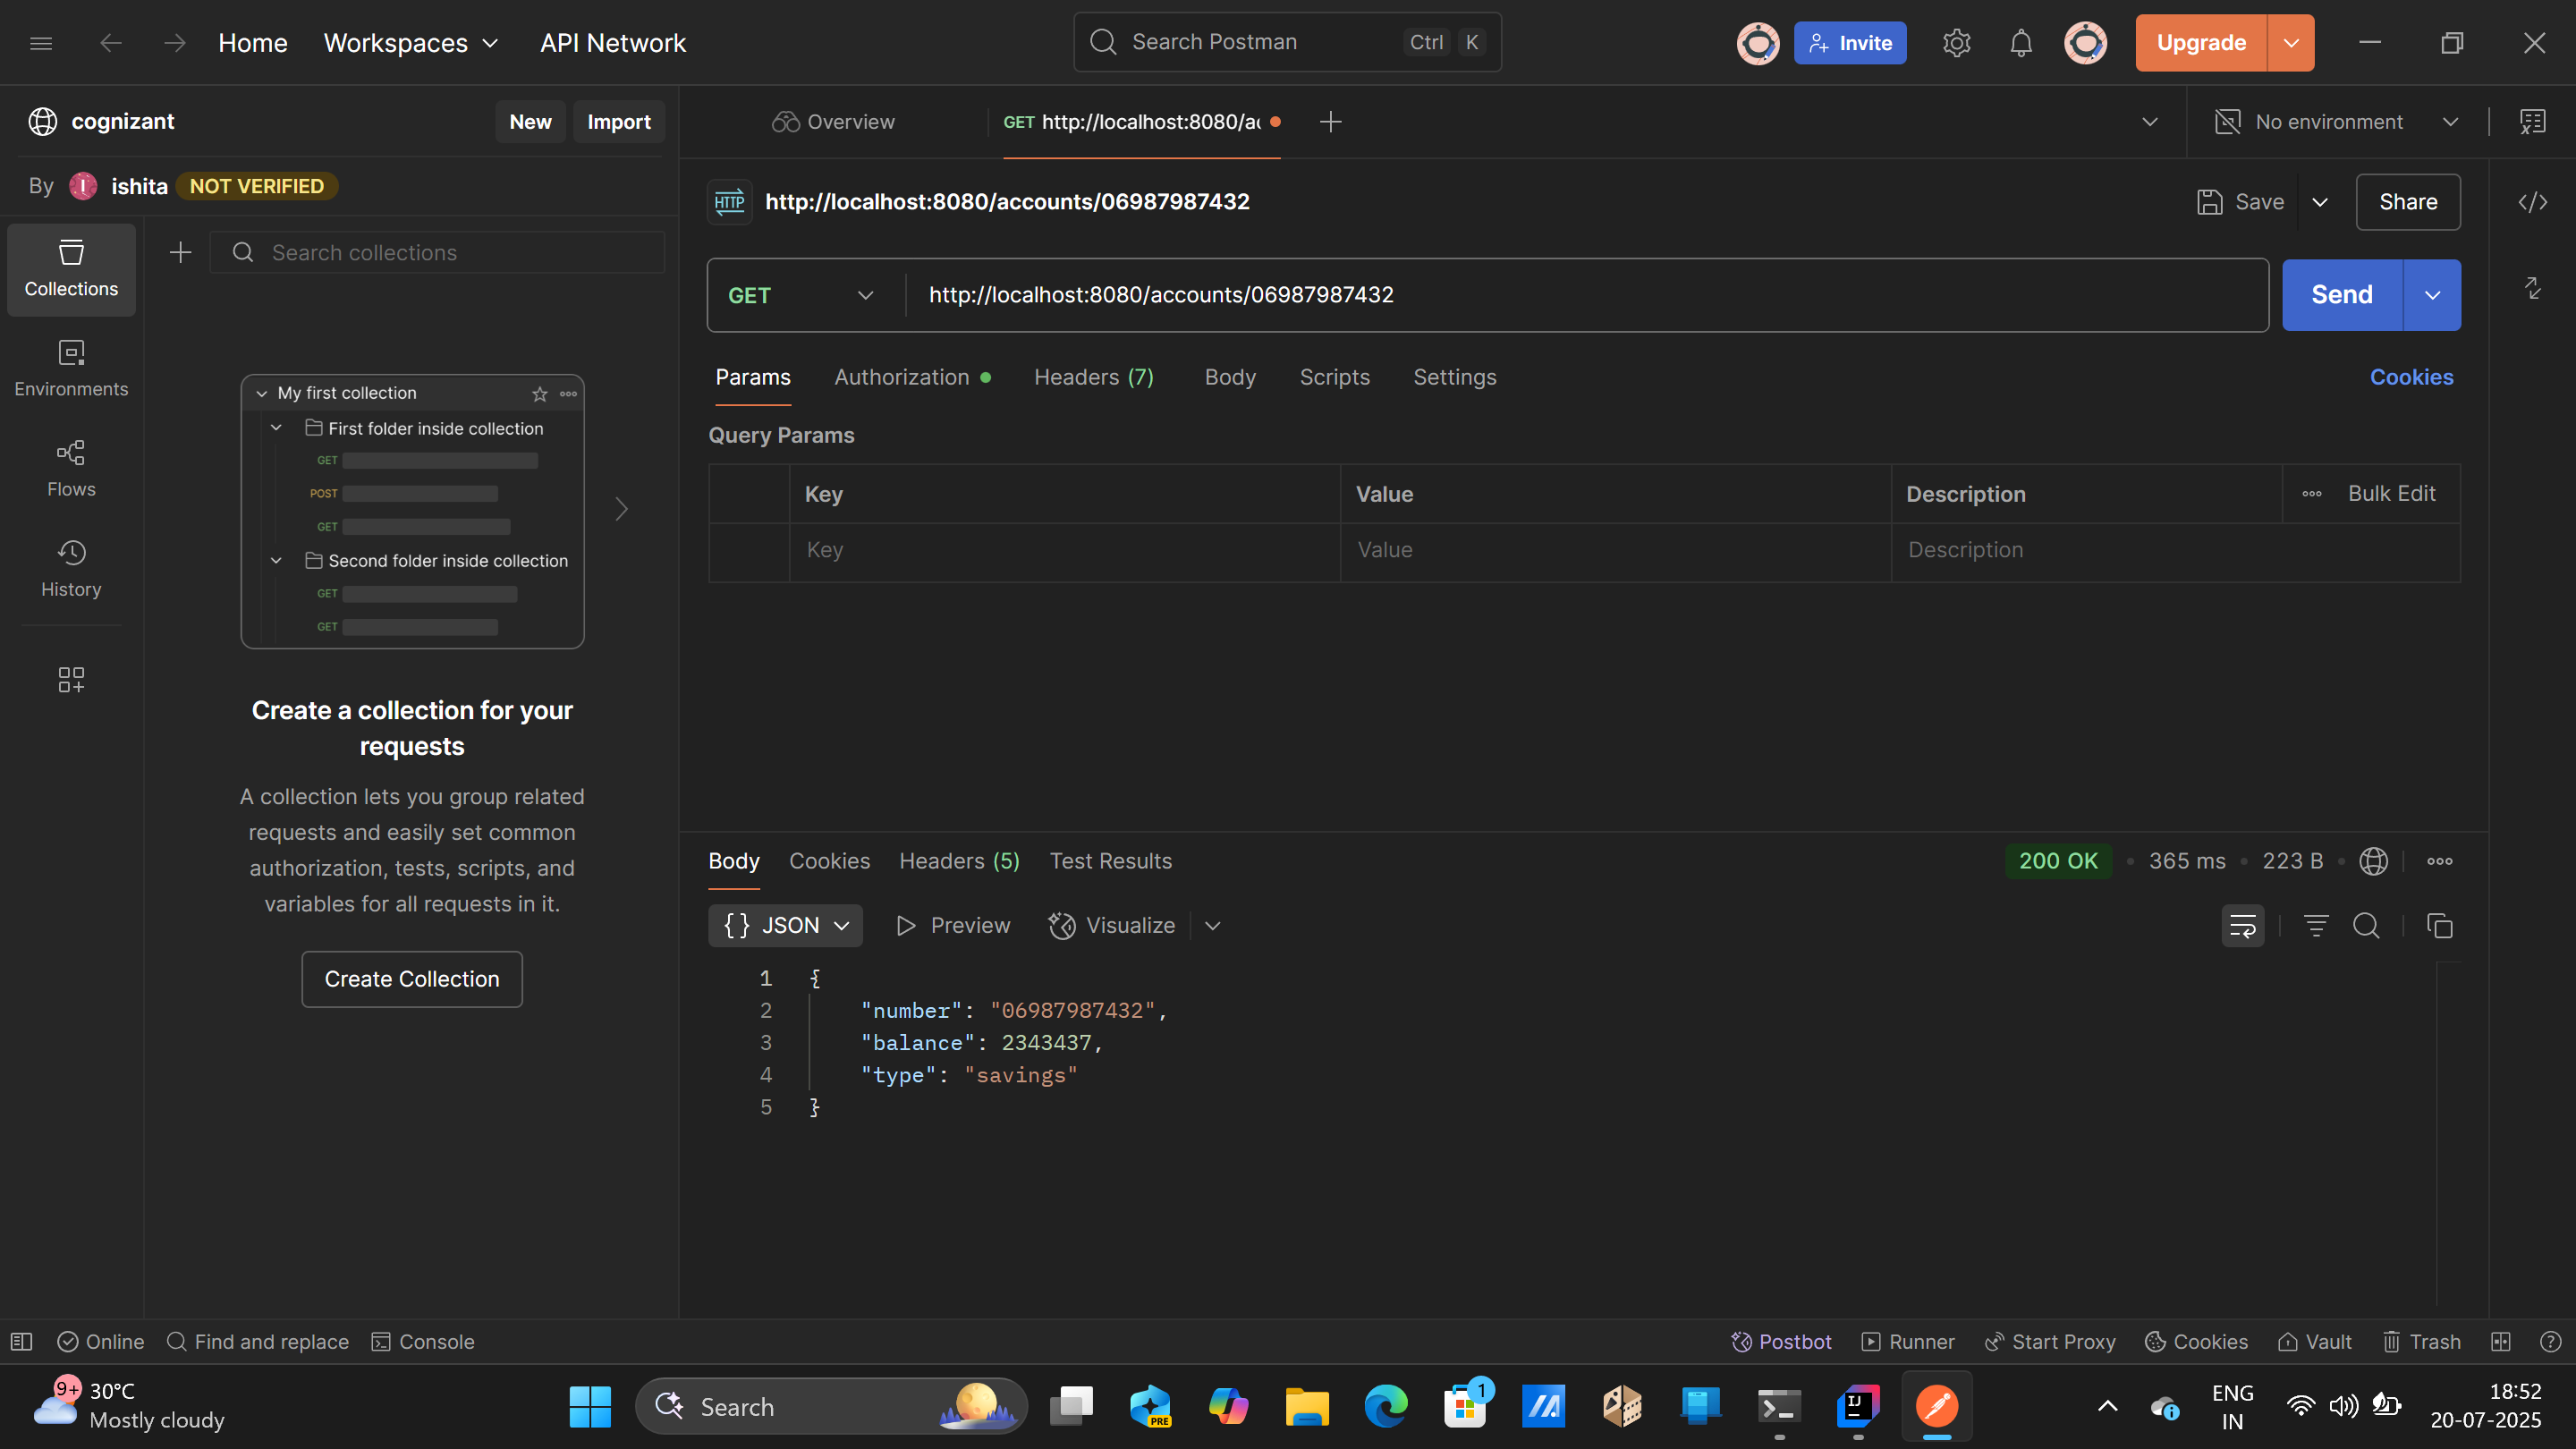 Home Workspaces API Network Search Postman Ctrl K Invite Upgrade
cognizant New Import Overview GET http://localhost:8080/ac No environment
By I ishita NOT VERIFIED
HTTP http://localhost:8080/accounts/06987987432 Save Share
Collections
Search collections
GET http://localhost:8080/accounts/06987987432 Send
Environments
Flows
History
My first collection
First folder inside collection
GET
POST
GET
Second folder inside collection
GET
GET
Create a collection for your
requests
A collection lets you group related
requests and easily set common
authorization, tests, scripts, and
variables for all requests in it.
Create Collection
Params Authorization Headers (7) Body Scripts Settings Cookies
Query Params
Key Value Description Bulk Edit
Key Value Description
Body Cookies Headers (5) Test Results 200 OK • 365 ms • 223 B •
{} JSON Preview Visualize
1 {
2 "number": "06987987432",
3 "balance": 2343437,
4 "type": "savings"
5 }
Online Find and replace Console Postbot Runner Start Proxy Cookies Vault Trash
9+ 30°C
Mostly cloudy
Search
PRE
1
IJ
ENG
IN
18:52
20-07-2025